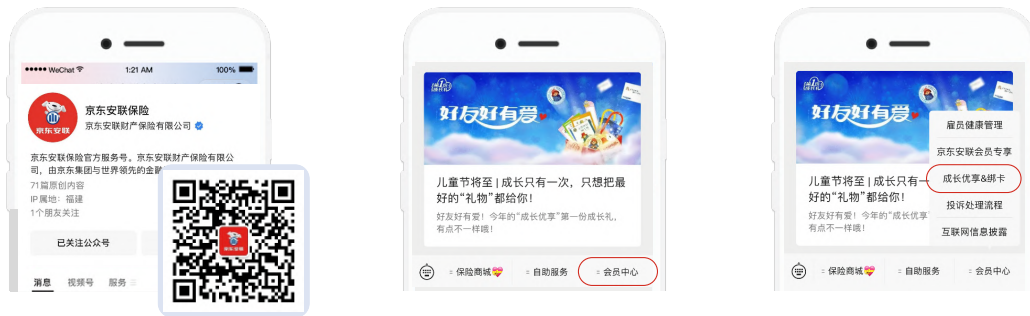 WeChat 1:21 AM 100%
京东安联
京东安联保险
京东安联财产保险有限公司
京东安联保险官方服务号。京东安联财产保险有限公
司，由京东集团与世界领先的金融
71篇原创内容
IP属地：福建
1个朋友关注
已关注公众号
消息 视频号 服务
京东安联
好友好有爱
儿童节将至 | 成长只有一次，只想把最
好的“礼物”都给你！
好友好有爱！今年的“成长优享”第一份成长礼，
有点不一样哦！
保险商城 自助服务 会员中心
好友好有爱
儿童节将至 | 成长只有一
好的“礼物”都给你！
好友好有爱！今年的“成长优享”
有点不一样哦！
雇员健康管理
京东安联会员专享
成长优享&绑卡
投诉处理流程
互联网信息披露
保险商城 自助服务 会员中心